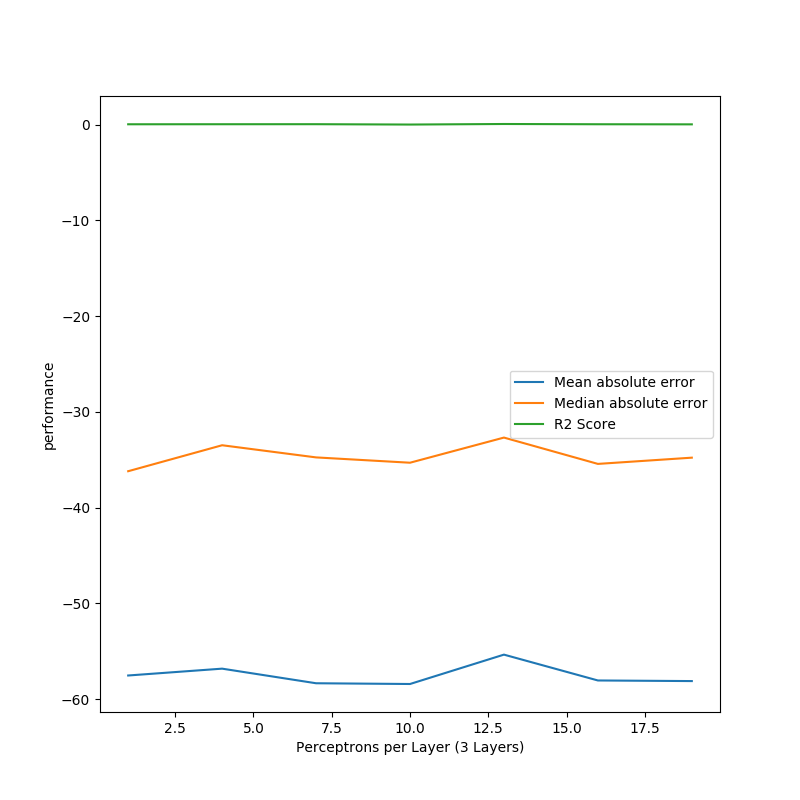 0
−10
−20
−30
−40
−50
−60
performance
Mean absolute error
Median absolute error
R2 Score
2.5 5.0 7.5 10.0 12.5 15.0 17.5
Perceptrons per Layer (3 Layers)